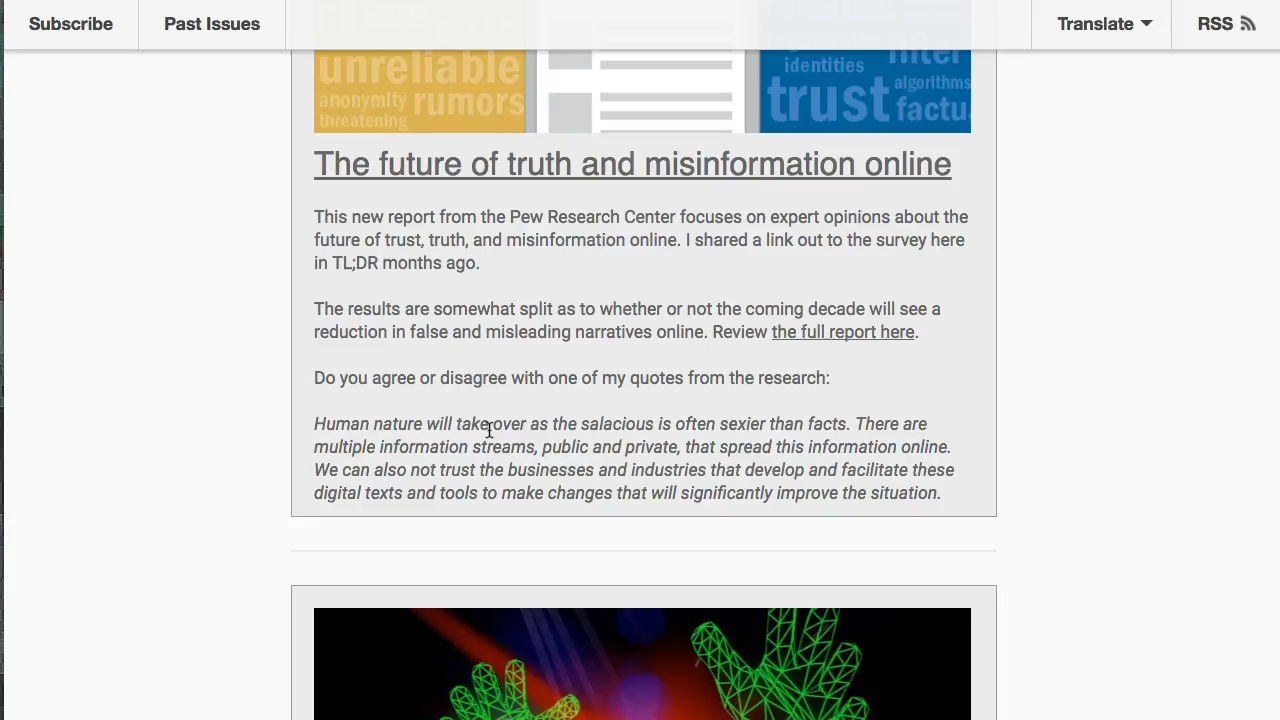 Subscribe
Past Issues
Translate
RSS
unreliable
anonymity rumors
threatening
identities
trust
algorithms
The future of truth and misinformation online
This new report from the Pew Research Center focuses on expert opinions about the
future of trust, truth, and misinformation online. I shared a link out to the survey here
in TL;DR months ago.
The results are somewhat split as to whether or not the coming decade will see a
reduction in false and misleading narratives online. Review the full report here.
Do you agree or disagree with one of my quotes from the research:
Human nature will take over as the salacious is often sexier than facts. There are
multiple information streams, public and private, that spread this information online.
We can also not trust the businesses and industries that develop and facilitate these
digital texts and tools to make changes that will significantly improve the situation.